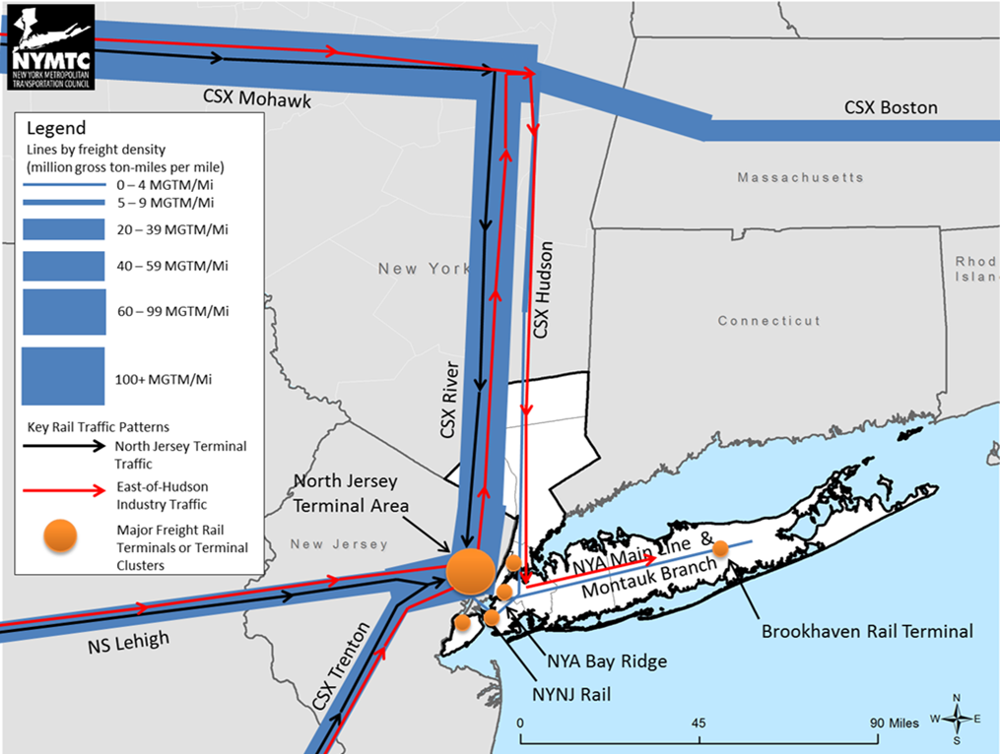 NYMTC
NEW YORK METROPOLITAN
TRANSPORTATION COUNCIL
CSX Mohawk
CSX Boston
Legend
Lines by freight density
(million gross ton-miles per mile)
0 – 4 MGTM/Mi
5 – 9 MGTM/Mi
20 – 39 MGTM/Mi
40 – 59 MGTM/Mi
60 – 99 MGTM/Mi
100+ MGTM/Mi
Key Rail Traffic Patterns
North Jersey Terminal
Traffic
East-of-Hudson
Industry Traffic
Major Freight Rail
Terminals or Terminal
Clusters
Massachusetts
New York
Rhod
Islan
Connecticut
CSX Hudson
CSX River
North Jersey
Terminal Area
New Jersey
NYA Main Line &
Montauk Branch
Brookhaven Rail Terminal
NS Lehigh
CSX Trenton
NYA Bay Ridge
NYNJ Rail
N
W
E
S
0
45
90 Miles